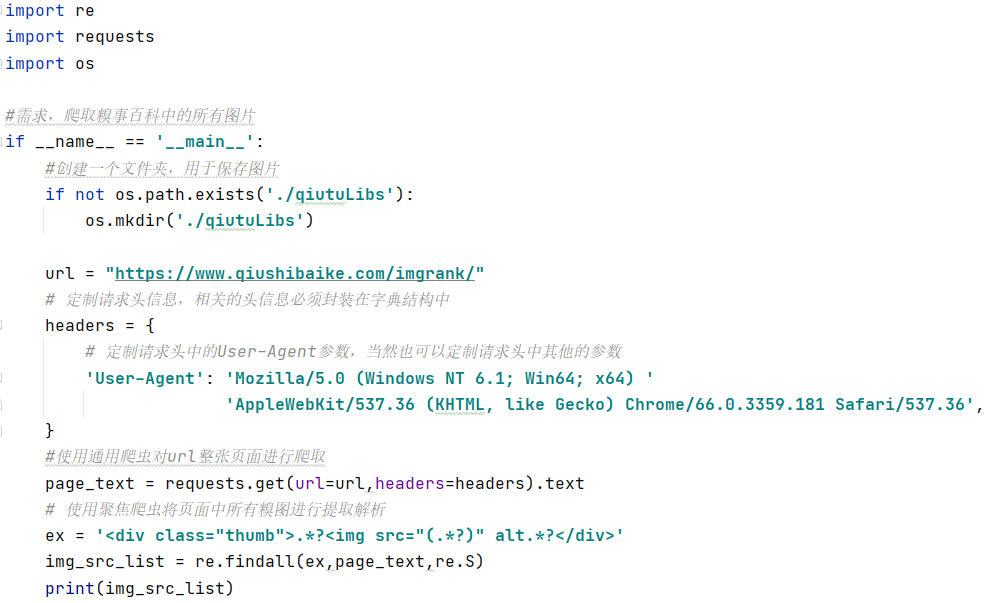 import re
import requests
import os

#需求，爬取糗事百科中的所有图片
if __name__ == '__main__':
    #创建一个文件夹，用于保存图片
    if not os.path.exists('./qiutuLibs'):
        os.mkdir('./qiutuLibs')

    url = "https://www.qiushibaike.com/imgrank/"
    # 定制请求头信息，相关的头信息必须封装在字典结构中
    headers = {
        # 定制请求头中的User-Agent参数，当然也可以定制请求头中其他的参数
        'User-Agent': 'Mozilla/5.0 (Windows NT 6.1; Win64; x64) '
                      'AppleWebKit/537.36 (KHTML, like Gecko) Chrome/66.0.3359.181 Safari/537.36',
    }
    #使用通用爬虫对url整张页面进行爬取
    page_text = requests.get(url=url,headers=headers).text
    # 使用聚焦爬虫将页面中所有糗图进行提取解析
    ex = '<div class="thumb">.*?<img src="(.*?)" alt.*?</div>'
    img_src_list = re.findall(ex,page_text,re.S)
    print(img_src_list)